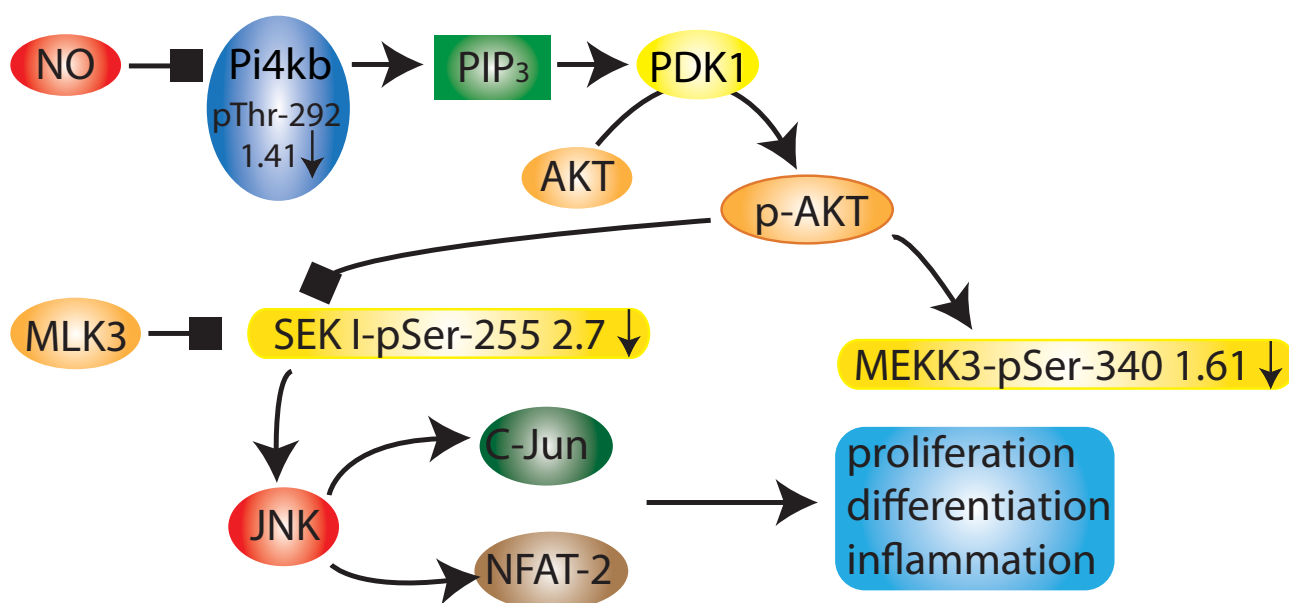 NO
Pi4kb
pThr-292
1.41
PIP₃
PDK1
AKT
p-AKT
MLK3
SEK I-pSer-255 2.7
MEKK3-pSer-340 1.61
JNK
C-Jun
NFAT-2
proliferation
differentiation
inflammation